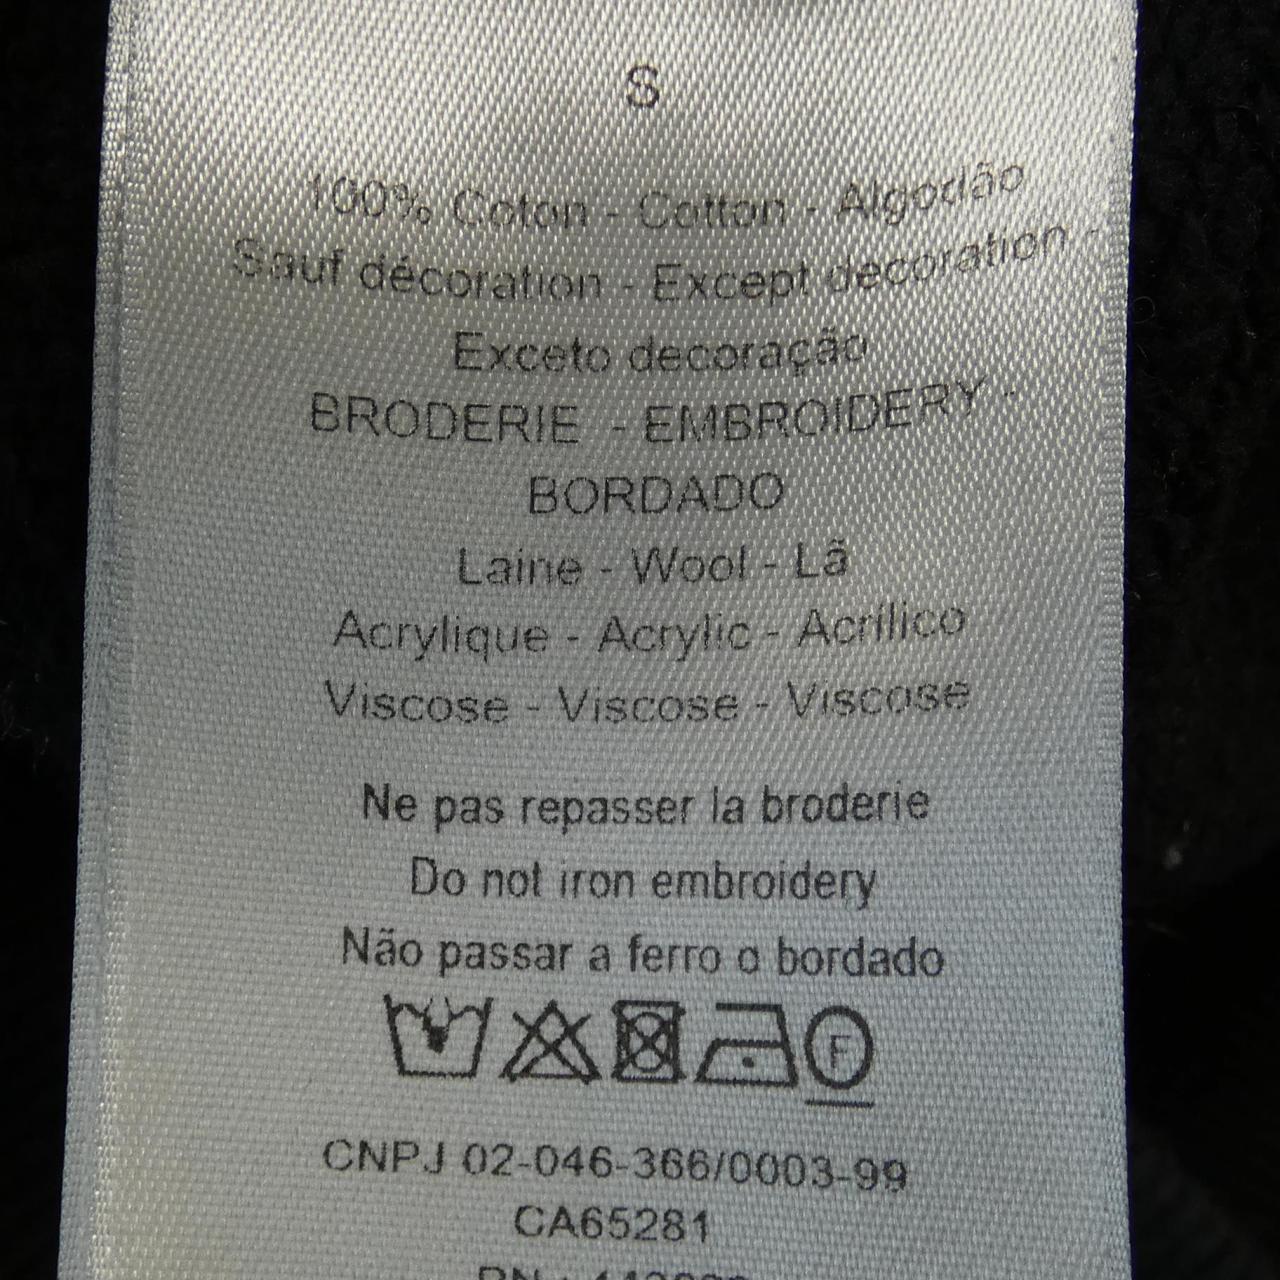 S
100% Coton - Cotton - Algodão
Sauf décoration - Except decoration -
Exceto decoração
BRODERIE - EMBROIDERY -
BORDADO
Laine - Wool - Lã
Acrylique - Acrylic - Acrílico
Viscose - Viscose - Viscose
Ne pas repasser la broderie
Do not iron embroidery
Não passar a ferro o bordado
F
CNPJ 02-046-366/0003-99
CA65281